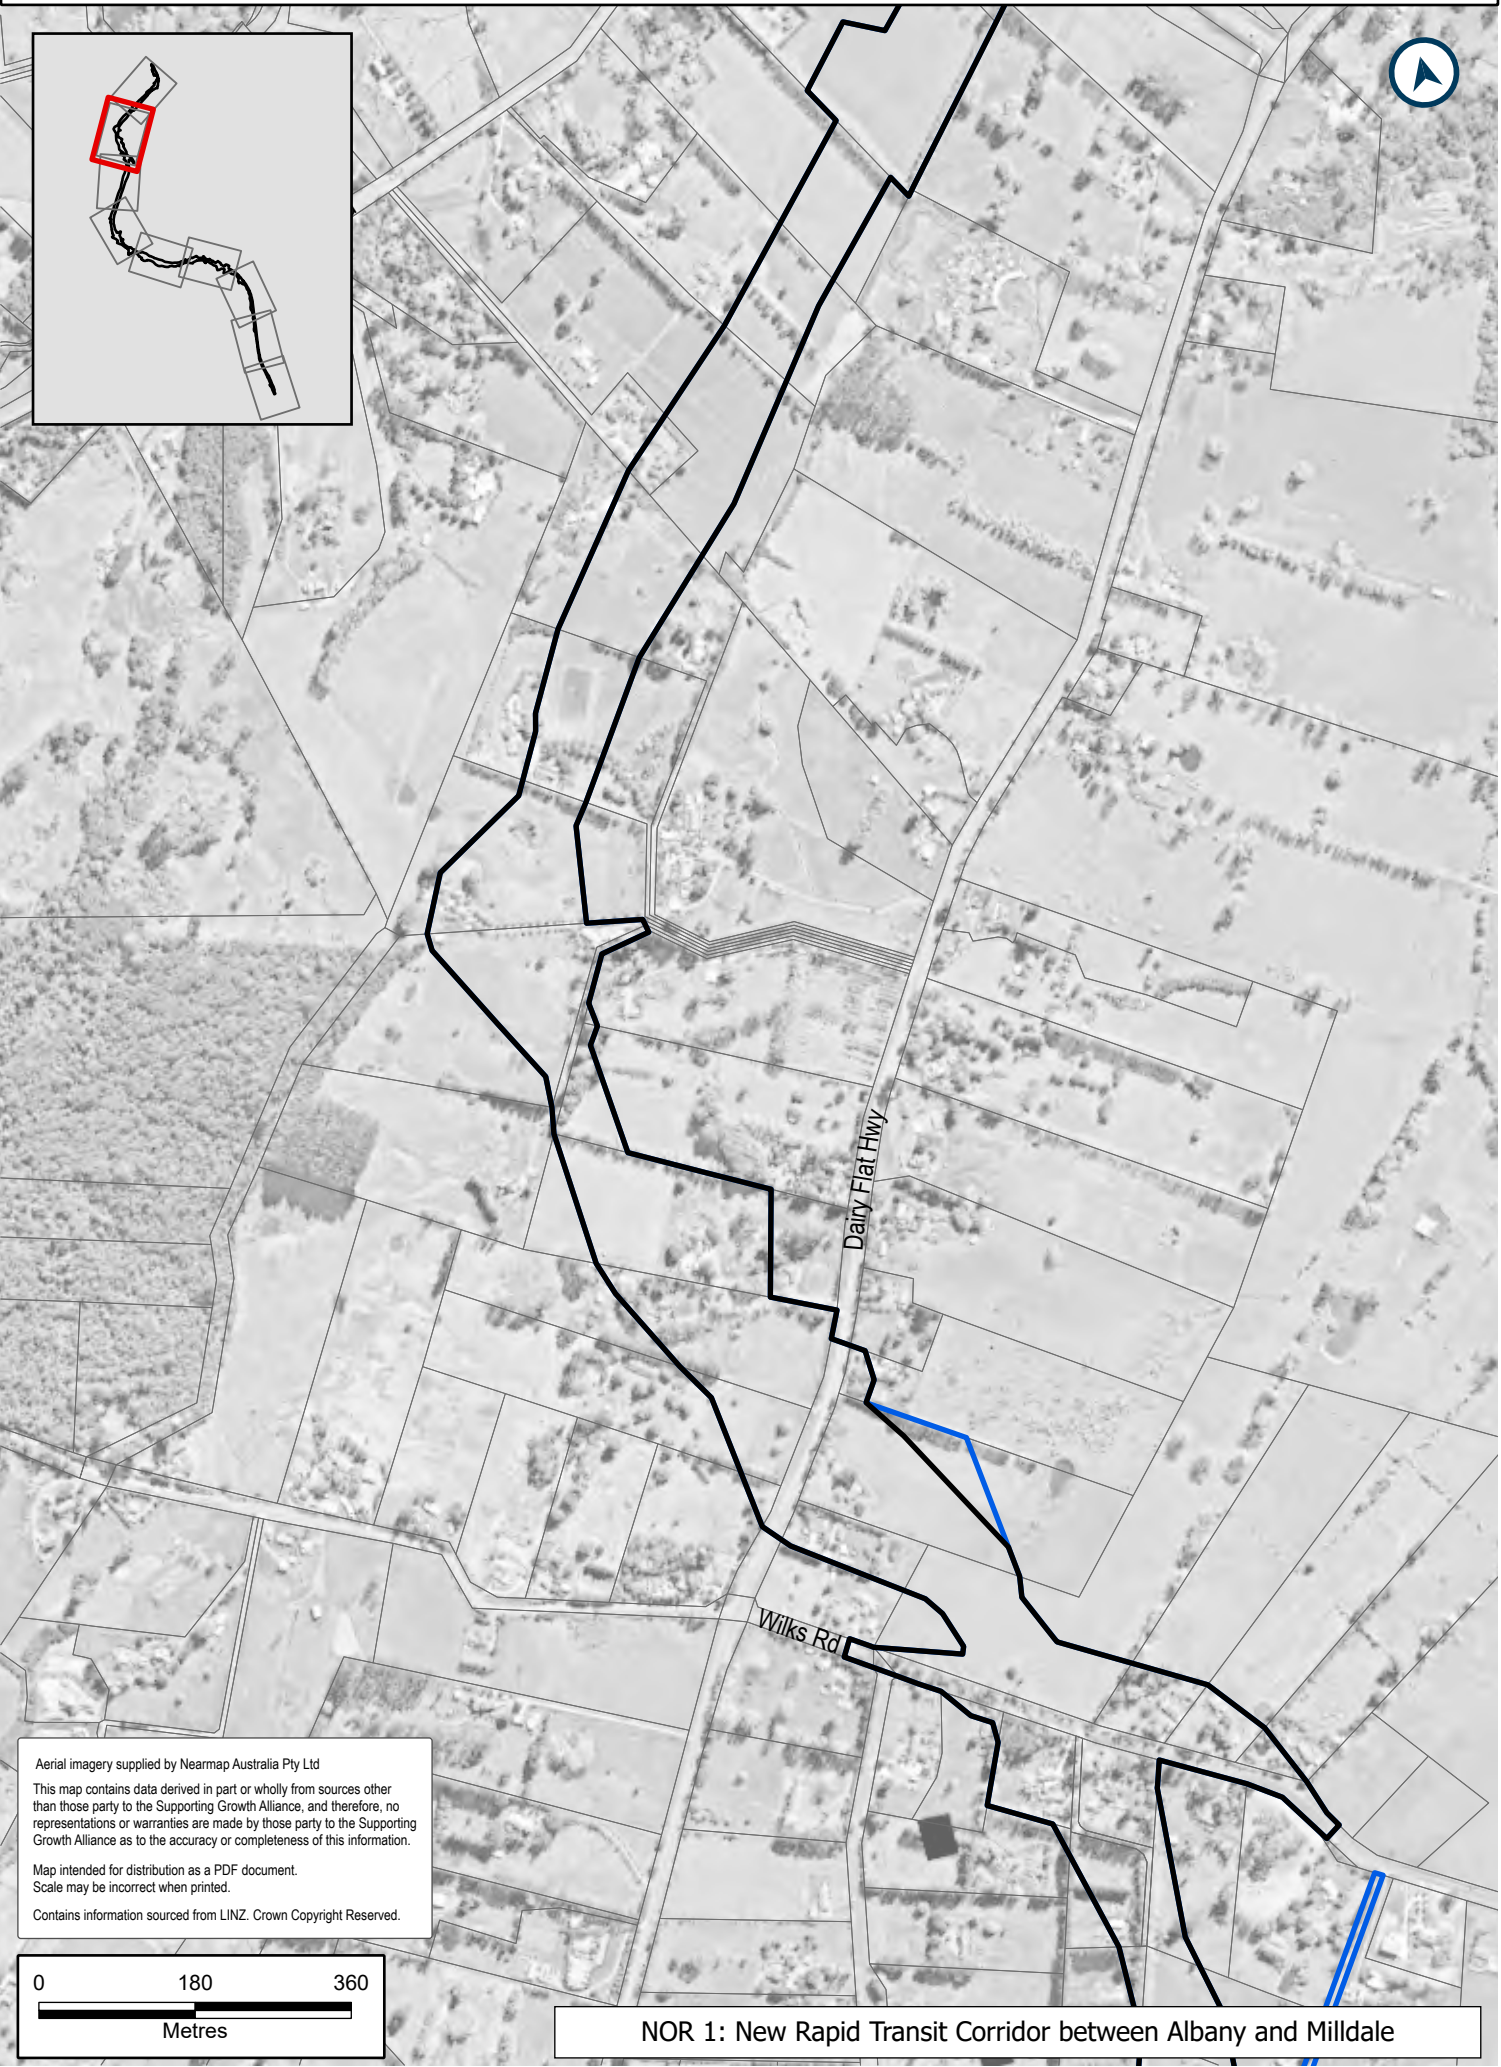 Dairy Flat Hwy
Wilks Rd
Aerial imagery supplied by Nearmap Australia Pty Ltd
This map contains data derived in part or wholly from sources other
than those party to the Supporting Growth Alliance, and therefore, no
representations or warranties are made by those party to the Supporting
Growth Alliance as to the accuracy or completeness of this information.
Map intended for distribution as a PDF document.
Scale may be incorrect when printed.
Contains information sourced from LINZ. Crown Copyright Reserved.
0 180 360
Metres
NOR 1: New Rapid Transit Corridor between Albany and Milldale